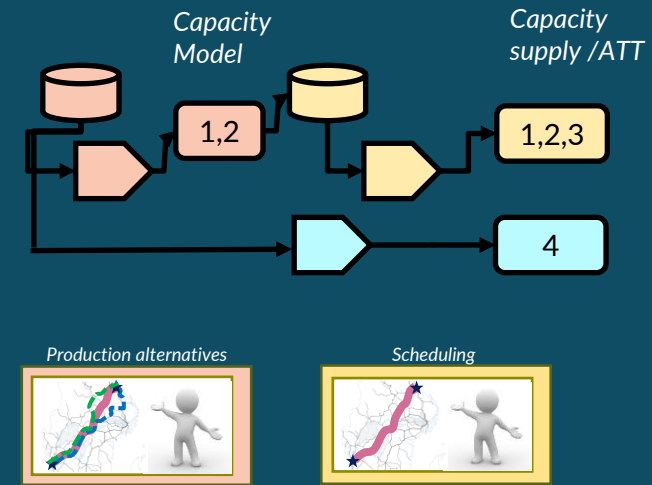 Capacity
Model
Capacity
supply /ATT
1,2
1,2,3
4
Production alternatives
Scheduling